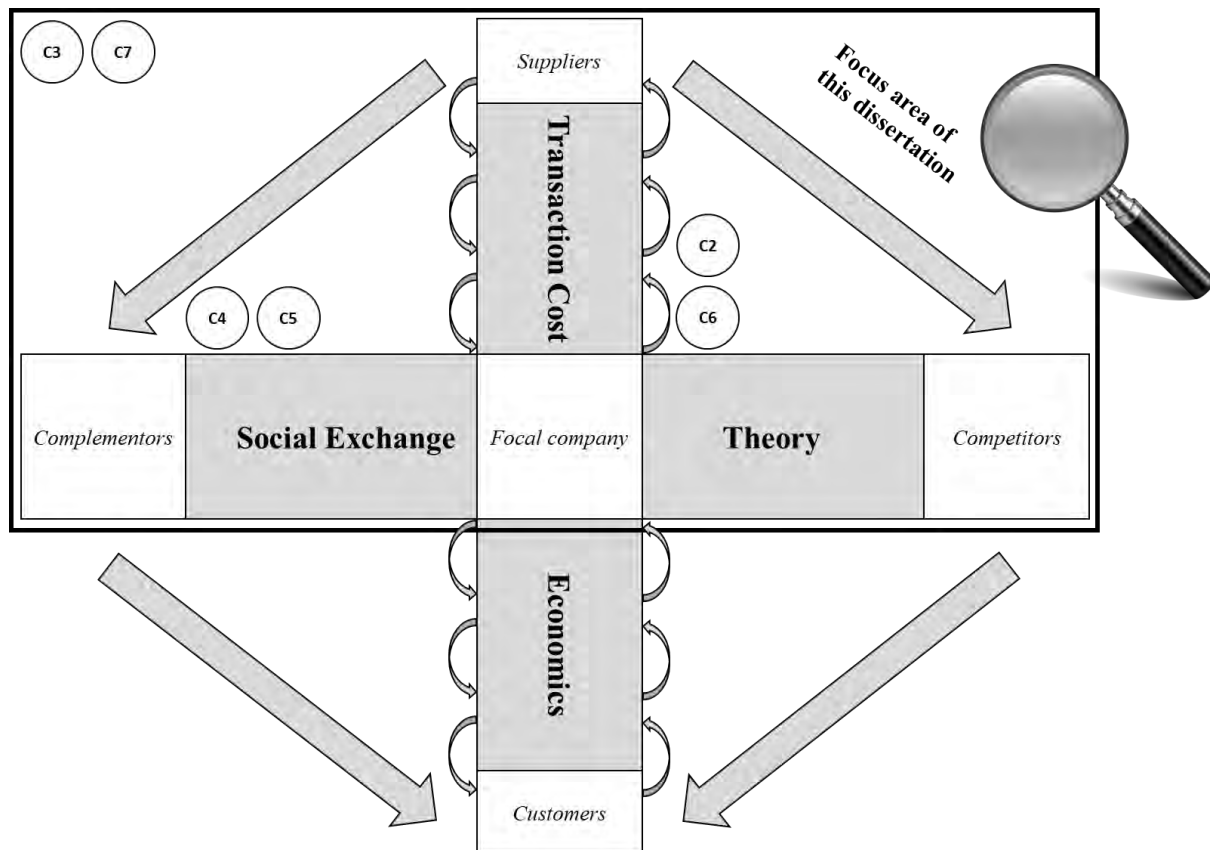 C3
C7
Suppliers
Focus area of
this dissertation
Transaction Cost
C2
C4
C5
C6
Complementors
Social Exchange
Focal company
Theory
Competitors
Economics
Customers